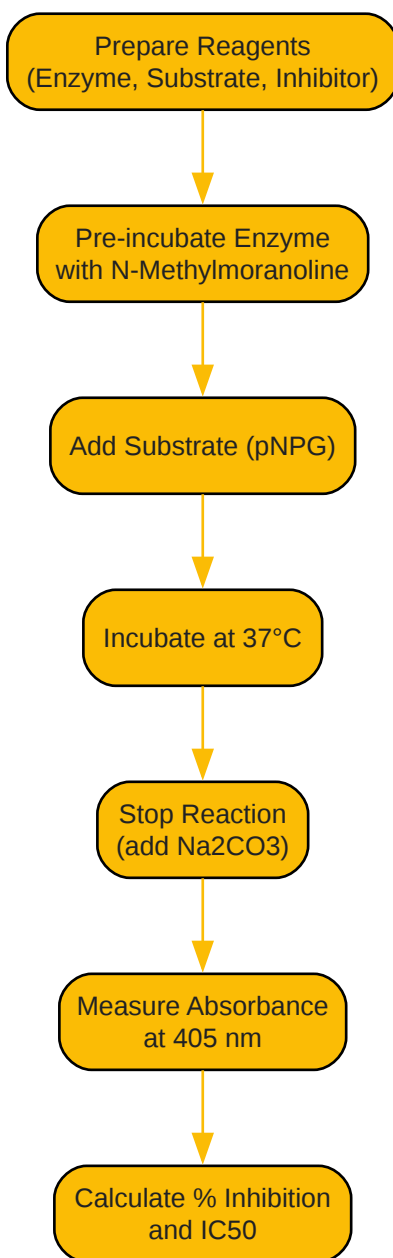 Prepare Reagents
(Enzyme, Substrate, Inhibitor)
Pre-incubate Enzyme
with N-Methylmoranoline
Add Substrate (pNPG)
Incubate at 37°C
Stop Reaction
(add Na2CO3)
Measure Absorbance
at 405 nm
Calculate % Inhibition
and IC50